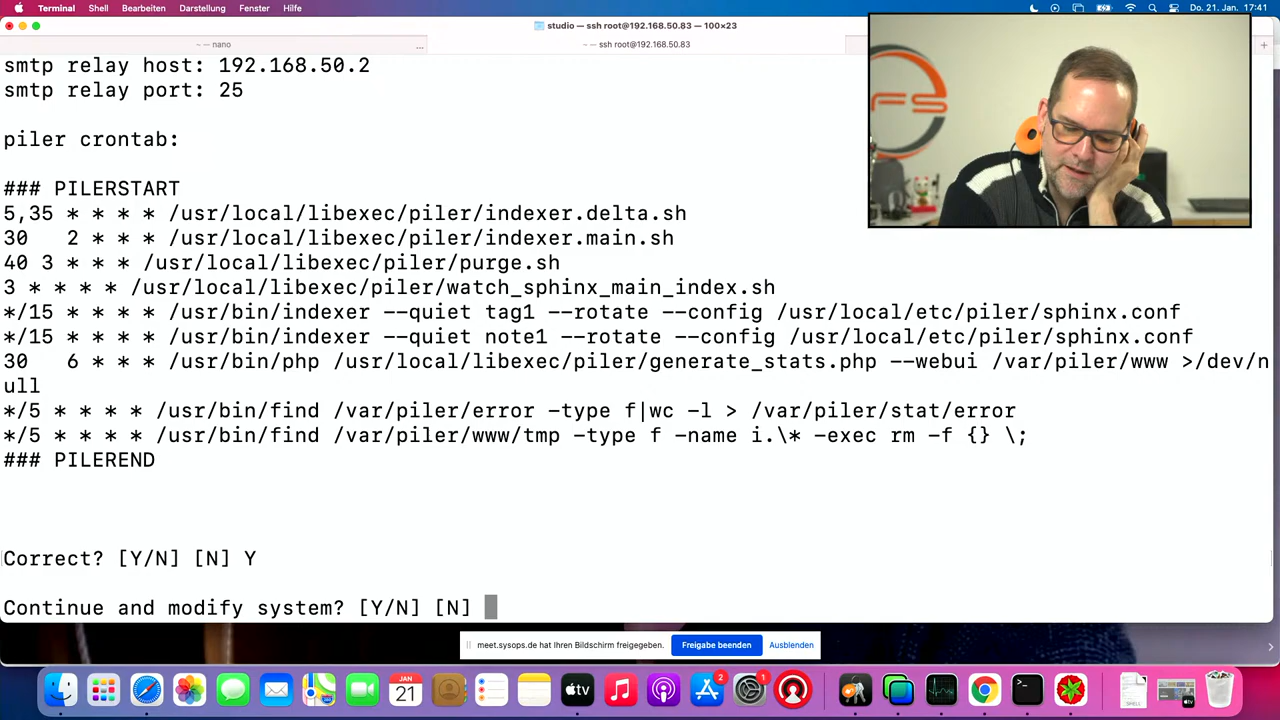 Terminal Shell Bearbeiten Darstellung Fenster Hilfe
Do. 21. Jan. 17:41
studio — ssh root@192.168.50.83 — 100×23
~ — nano
...
~ — ssh root@192.168.50.83
+
smtp relay host: 192.168.50.2
smtp relay port: 25
piler crontab:
### PILERSTART
5,35 * * * * /usr/local/libexec/piler/indexer.delta.sh
30   2 * * * /usr/local/libexec/piler/indexer.main.sh
40 3 * * * /usr/local/libexec/piler/purge.sh
3 * * * * /usr/local/libexec/piler/watch_sphinx_main_index.sh
*/15 * * * * /usr/bin/indexer --quiet tag1 --rotate --config /usr/local/etc/piler/sphinx.conf
*/15 * * * * /usr/bin/indexer --quiet note1 --rotate --config /usr/local/etc/piler/sphinx.conf
30   6 * * * /usr/bin/php /usr/local/libexec/piler/generate_stats.php --webui /var/piler/www >/dev/n
ull
*/5 * * * * /usr/bin/find /var/piler/error -type f|wc -l > /var/piler/stat/error
*/5 * * * * /usr/bin/find /var/piler/www/tmp -type f -name i.\* -exec rm -f {} \;
### PILEREND
Correct? [Y/N] [N] Y
Continue and modify system? [Y/N] [N]
FS
meet.sysops.de hat Ihren Bildschirm freigegeben.
Freigabe beenden
Ausblenden
JAN
21
tv
2
1
>_
SHELL